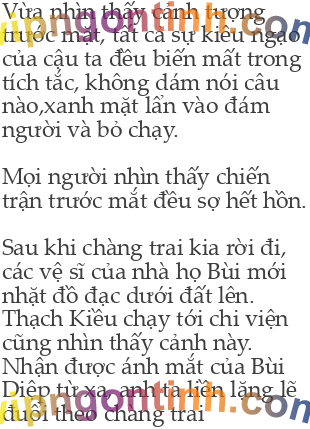 Vừa nhìn thấy cảnh tượng
trước mặt, tất cả sự kiêu ngạo
của cậu ta đều biến mất trong
tích tắc, không dám nói câu
nào,xanh mặt lẩn vào đám
người và bỏ chạy.
Mọi người nhìn thấy chiến
trận trước mắt đều sợ hết hồn.
Sau khi chàng trai kia rời đi,
các vệ sĩ của nhà họ Bùi mới
nhặt đồ đạc dưới đất lên.
Thạch Kiều chạy tới chi viện
cũng nhìn thấy cảnh này.
Nhận được ánh mắt của Bùi
Diệp từ xa, anh ta liền lặng lẽ
đuổi theo chàng trai
vipngontinh.com
vipngontinh.com